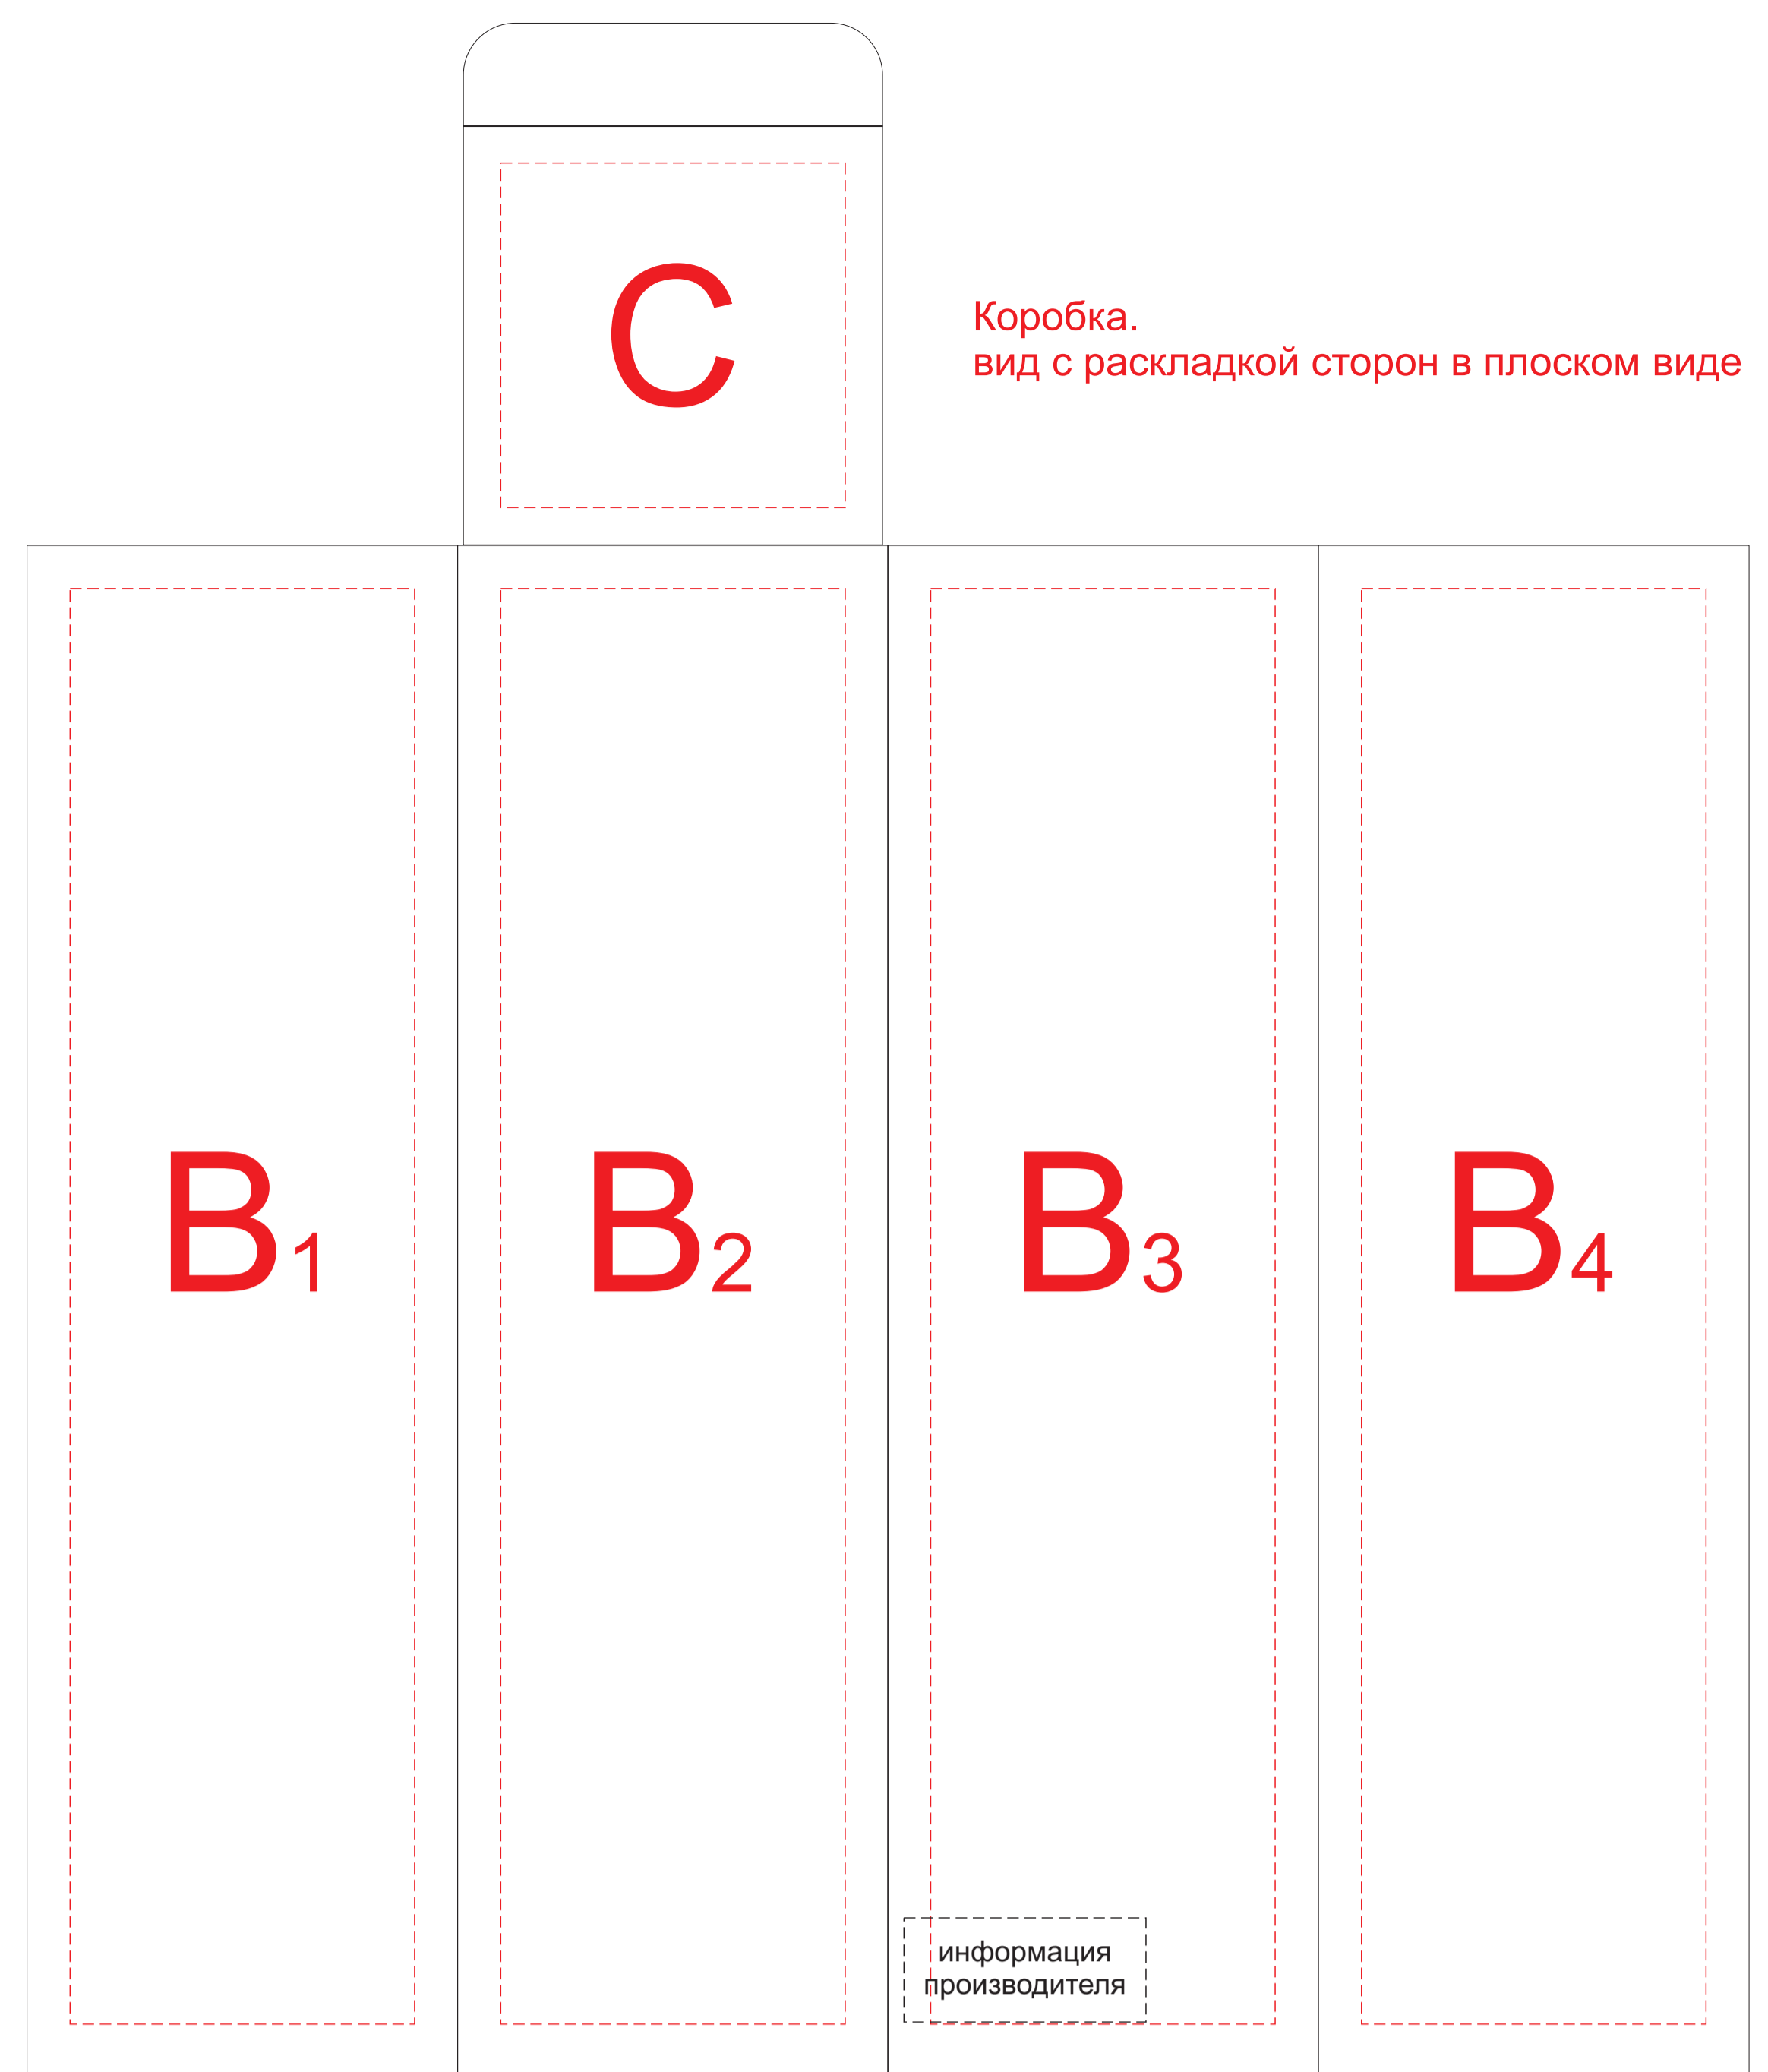 C
Коробка.
вид с раскладкой сторон в плоском виде
B1
B2
B3
B4
информация
производителя